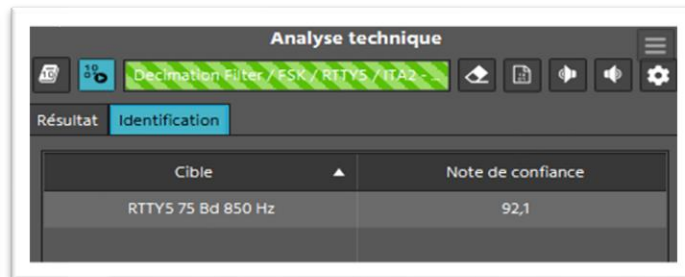 Analyse technique
Decimation Filter / FSK / RTTY5 / ITA2 - ...
Résultat Identification
Cible Note de confiance
RTTY5 75 Bd 850 Hz 92,1